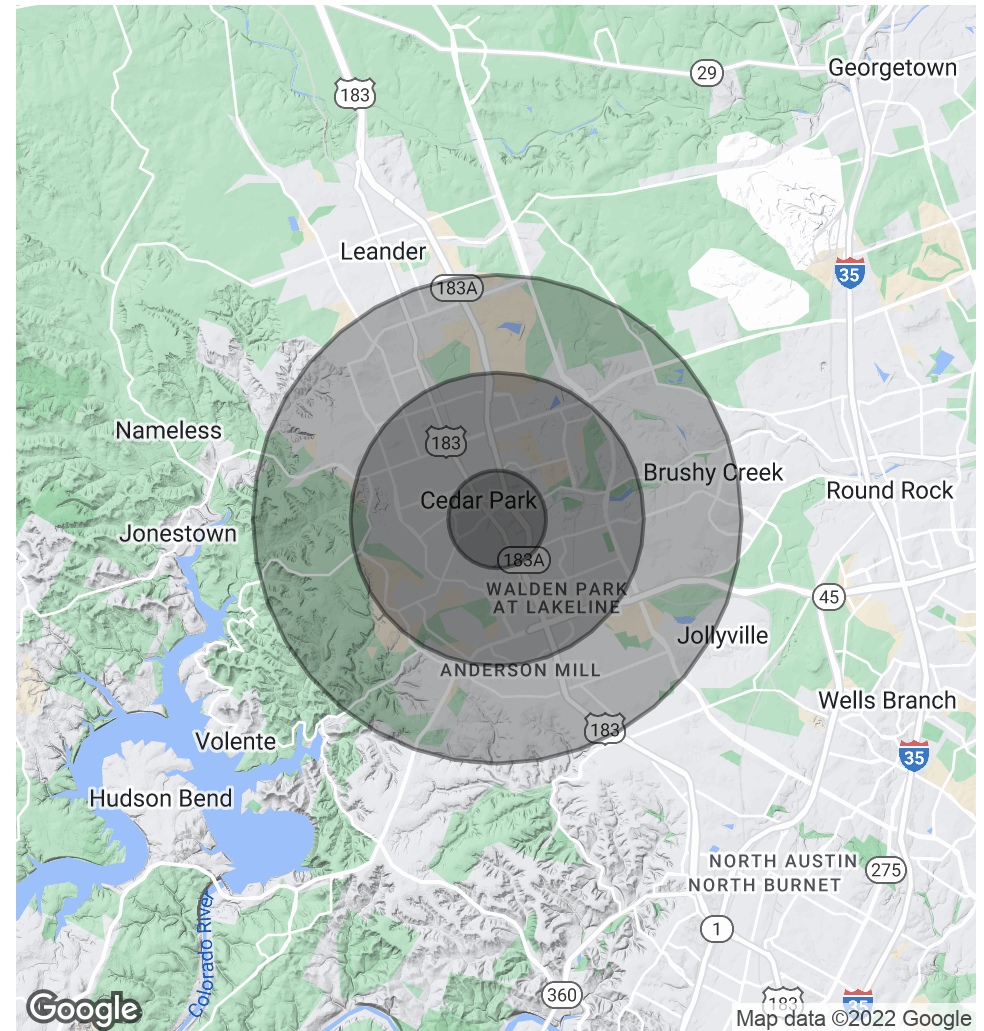 Georgetown
29
183
Leander
35
183A
Nameless
183
Brushy Creek
Cedar Park
Round Rock
Jonestown
183A
WALDEN PARK
AT LAKELINE
45
Jollyville
ANDERSON MILL
Wells Branch
183
Volente
35
Hudson Bend
NORTH AUSTIN
275
NORTH BURNET
1
Colorado River
360
183
35
Google
Map data ©2022 Google